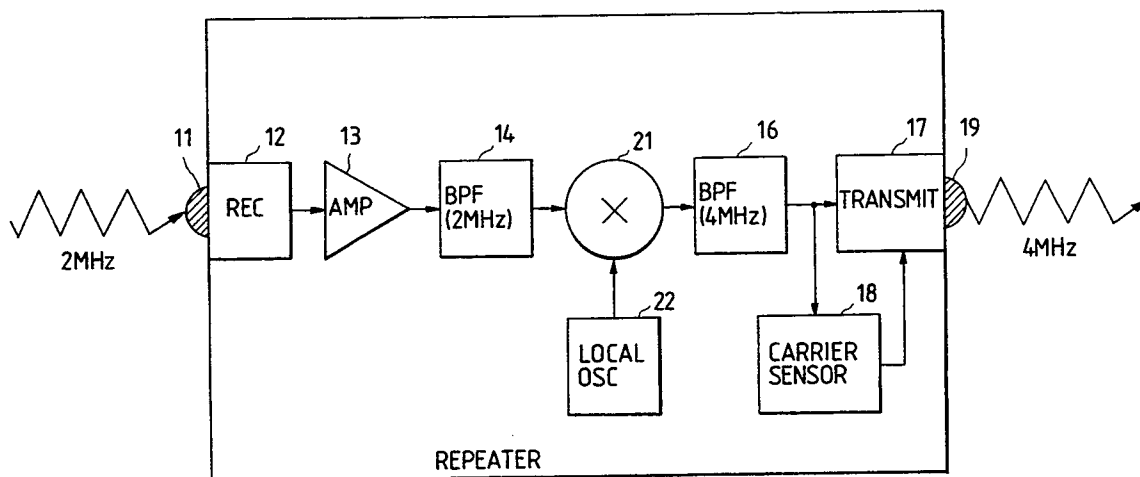 11
12
13
14
21
16
17
19
REC
AMP
BPF
(2MHz)
×
BPF
(4MHz)
TRANSMIT
2MHz
4MHz
22
18
LOCAL
OSC
CARRIER
SENSOR
REPEATER